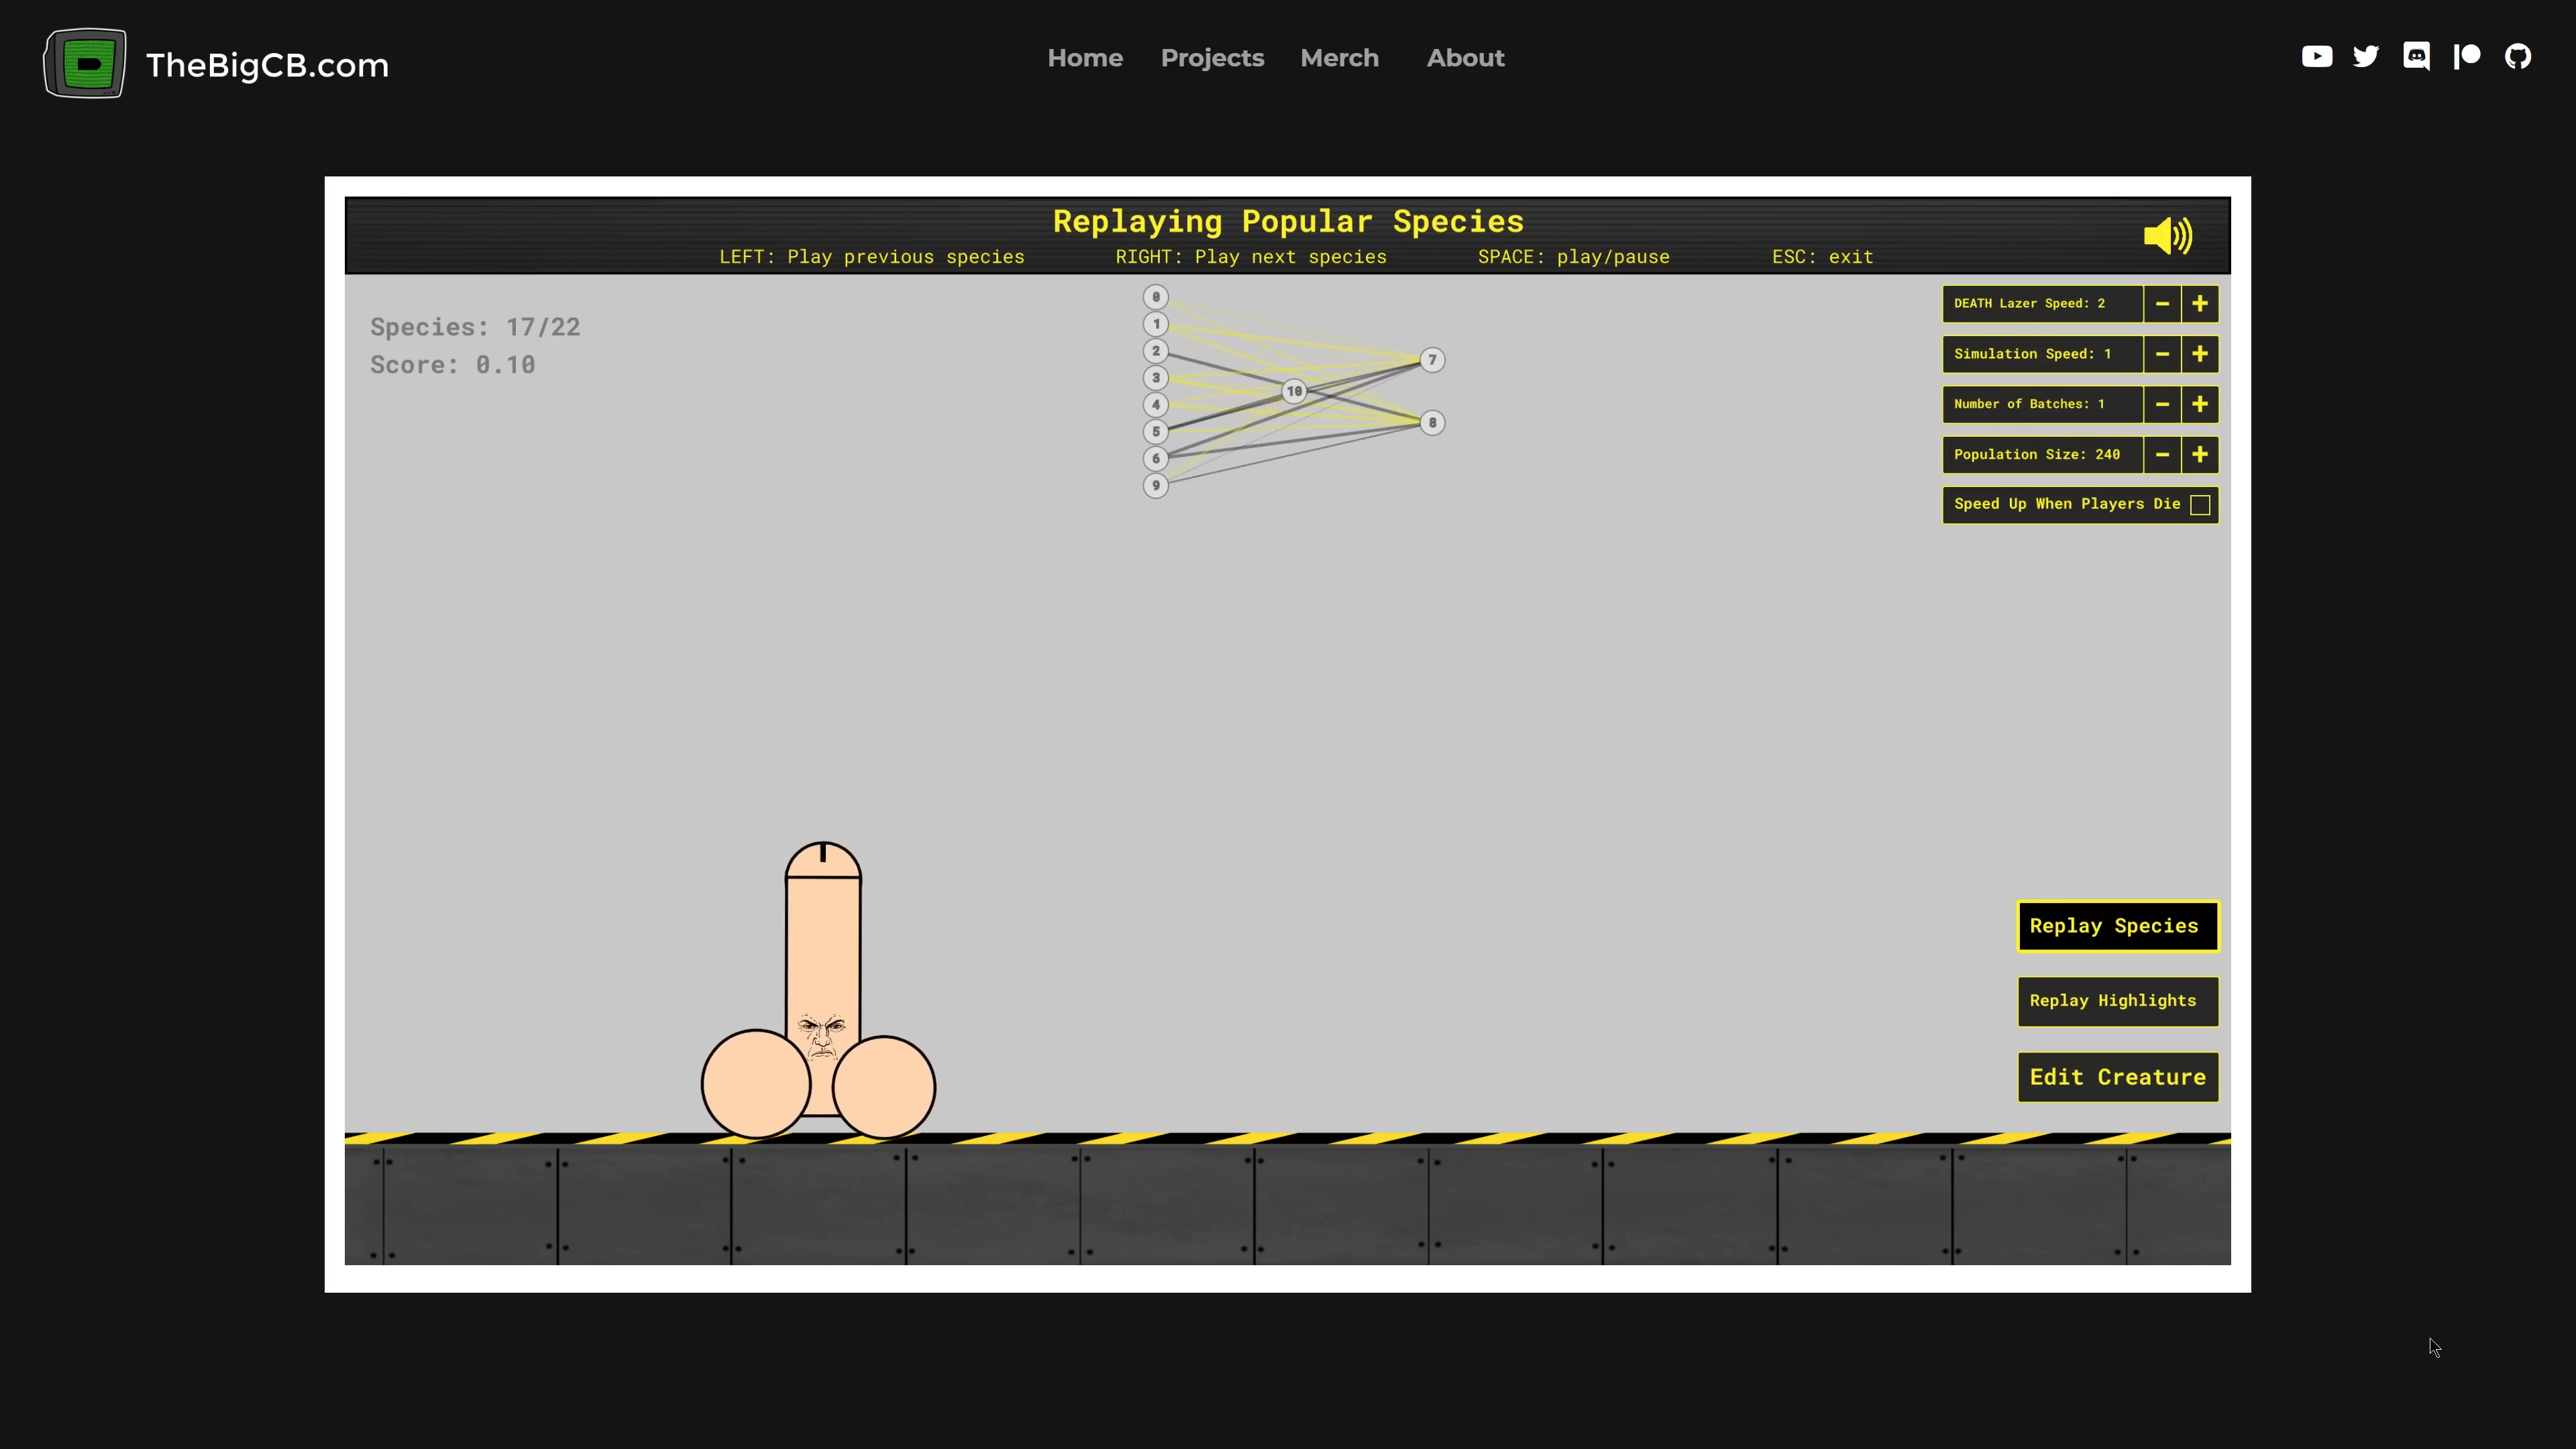 TheBigCB.com
Home Projects Merch About
Replaying Popular Species
LEFT: Play previous species RIGHT: Play next species SPACE: play/pause ESC: exit
Species: 17/22
Score: 0.10
0
1
2
3
4
5
6
9
10
7
8
DEATH Lazer Speed: 2 - +
Simulation Speed: 1 - +
Number of Batches: 1 - +
Population Size: 240 - +
Speed Up When Players Die
Replay Species
Replay Highlights
Edit Creature